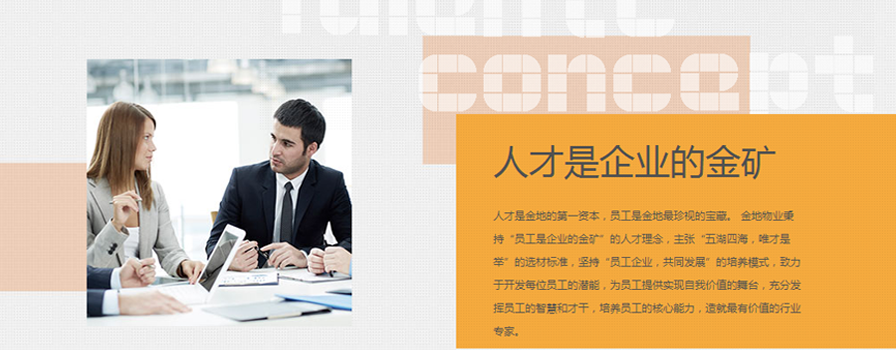 Talent
concept
人才是企业的金矿
人才是金地的第一资本，员工是金地最珍视的宝藏。 金地物业秉
持“员工是企业的金矿”的人才理念，主张“五湖四海，唯才是
举”的选材标准，坚持“员工企业，共同发展”的培养模式，致力
于开发每位员工的潜能，为员工提供实现自我价值的舞台，充分发
挥员工的智慧和才干，培养员工的核心能力，造就最有价值的行业
专家。